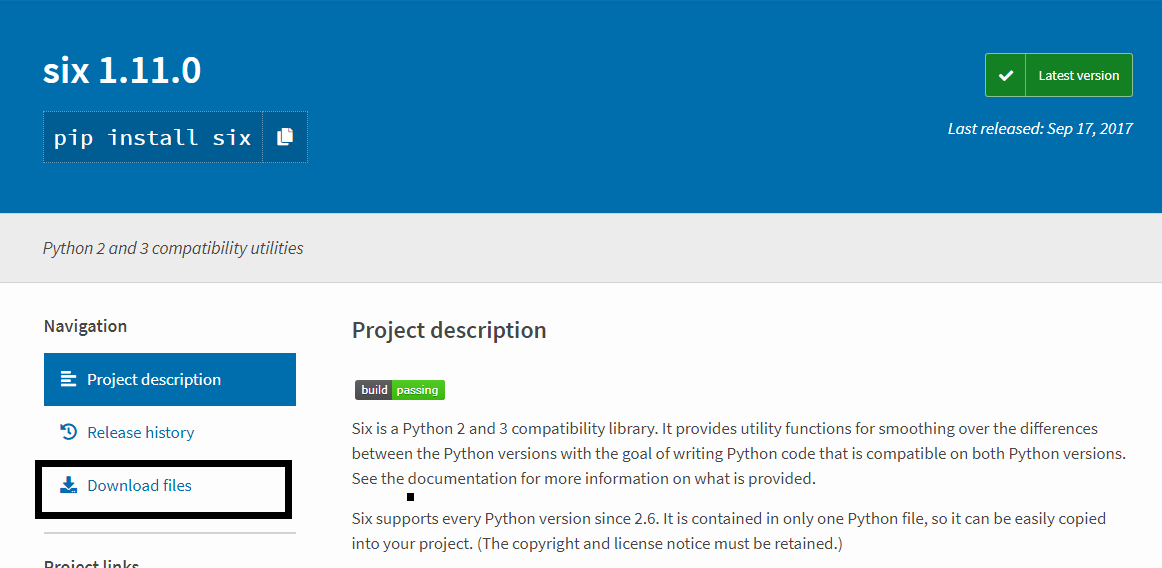 six 1.11.0
Latest version
pip install six
Last released: Sep 17, 2017
Python 2 and 3 compatibility utilities
Navigation
Project description
Release history
Download files
Project links
Project description
build passing
Six is a Python 2 and 3 compatibility library. It provides utility functions for smoothing over the differences
between the Python versions with the goal of writing Python code that is compatible on both Python versions.
See the documentation for more information on what is provided.
Six supports every Python version since 2.6. It is contained in only one Python file, so it can be easily copied
into your project. (The copyright and license notice must be retained.)